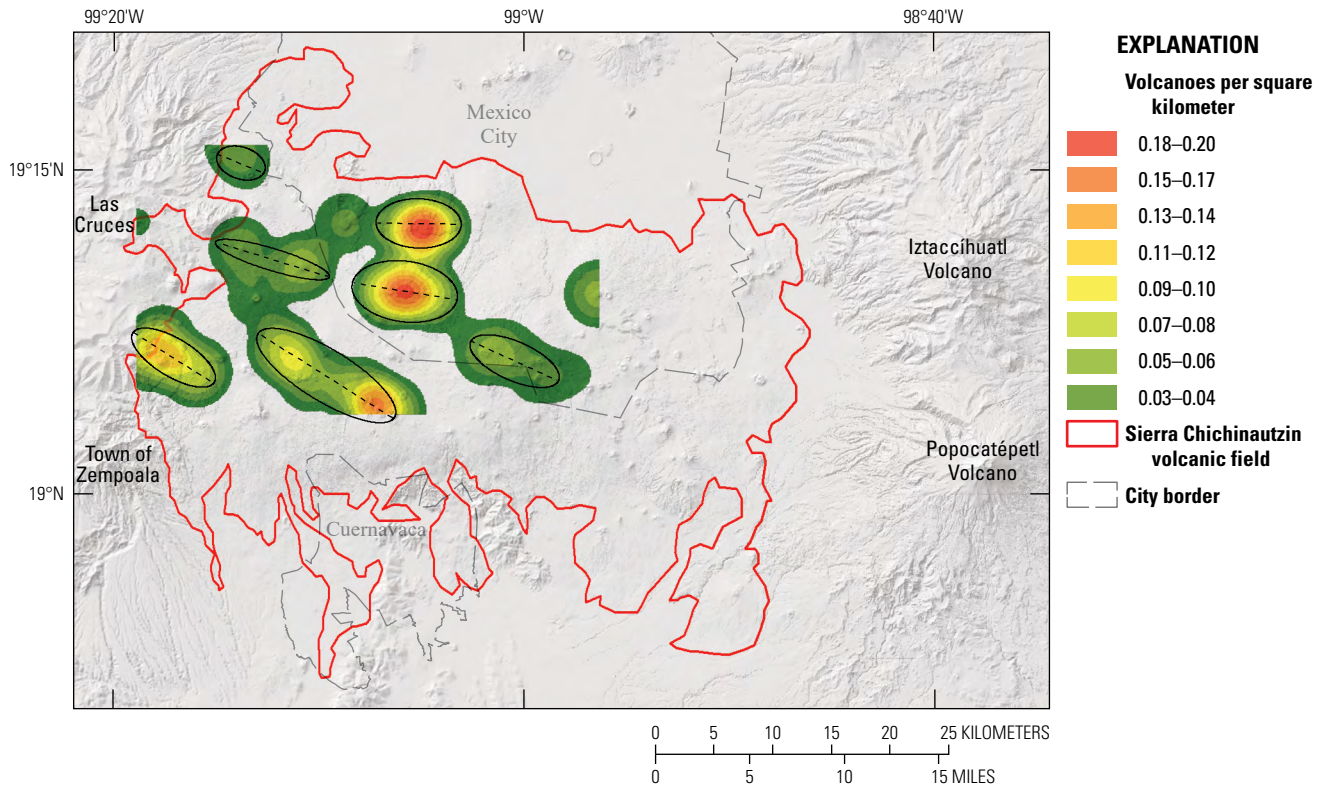 99°20'W
99°W
98°40'W
19°15'N
19°N
Mexico
City
Las
Cruces
Iztaccíhuatl
Volcano
Town of
Zempoala
Popocatépetl
Volcano
Cuernavaca
EXPLANATION
Volcanoes per square
kilometer
0.18–0.20
0.15–0.17
0.13–0.14
0.11–0.12
0.09–0.10
0.07–0.08
0.05–0.06
0.03–0.04
Sierra Chichinautzin
volcanic field
City border
0 5 10 15 20 25 KILOMETERS
0 5 10 15 MILES